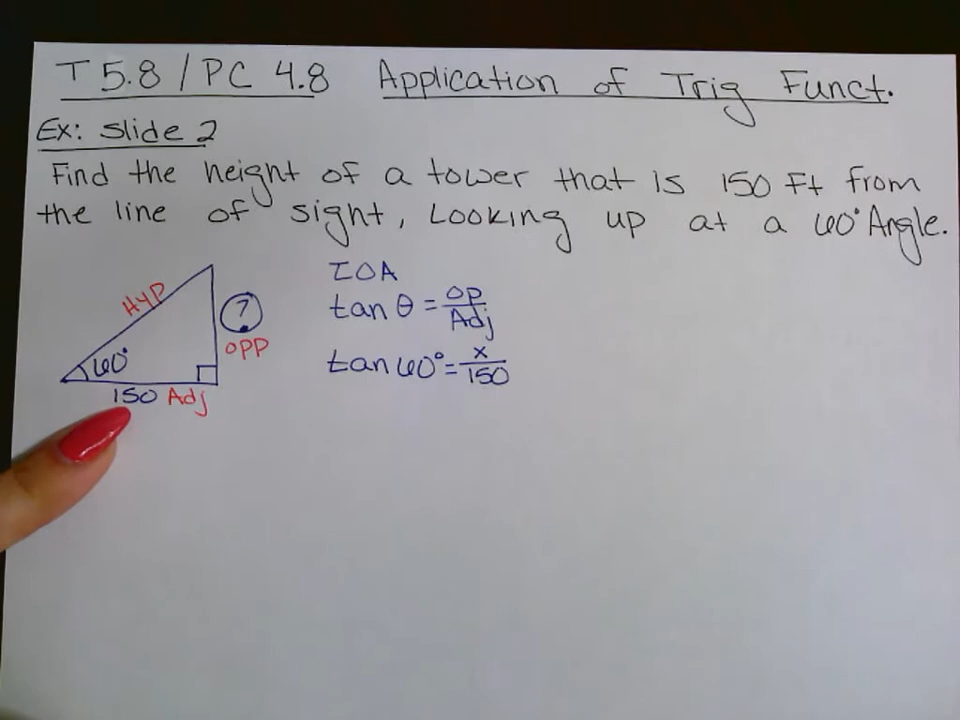 T 5.8 / PC 4.8 Application of Trig Funct.
Ex: Slide 2
Find the height of a tower that is 150 Ft from
the line of sight, Looking up at a 60° Angle.
HYP
?
OPP
60°
150 Adj
TOA
tan θ = OP/Adj
tan 60° = x/150